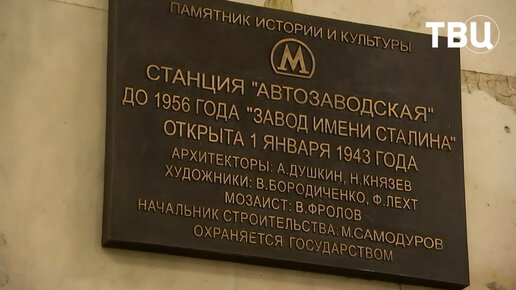 ТВЦ
ПАМЯТНИК ИСТОРИИ И КУЛЬТУРЫ
М
СТАНЦИЯ "АВТОЗАВОДСКАЯ"
ДО 1956 ГОДА "ЗАВОД ИМЕНИ СТАЛИНА"
ОТКРЫТА 1 ЯНВАРЯ 1943 ГОДА
АРХИТЕКТОРЫ: А.ДУШКИН, Н.КНЯЗЕВ
ХУДОЖНИКИ: В.БОРОДИЧЕНКО, Ф.ЛЕХТ
МОЗАИСТ: В.ФРОЛОВ
НАЧАЛЬНИК СТРОИТЕЛЬСТВА: М.САМОДУРОВ
ОХРАНЯЕТСЯ ГОСУДАРСТВОМ